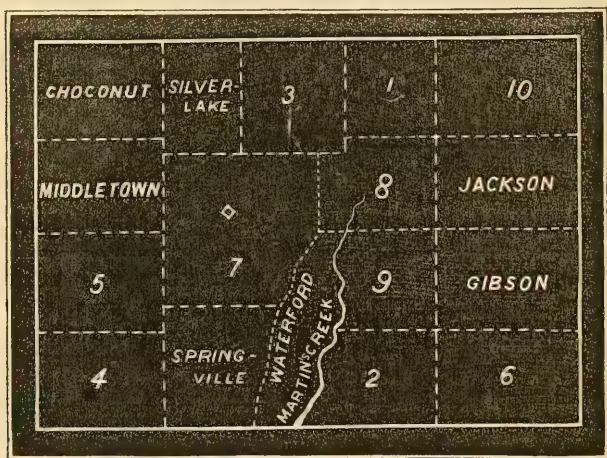 CHOCONUT
SILVER-
LAKE
3
1
10
MIDDLETOWN
8
JACKSON
5
7
WATERFORD
MARTIN'S CREEK
9
GIBSON
4
SPRING-
VILLE
2
6